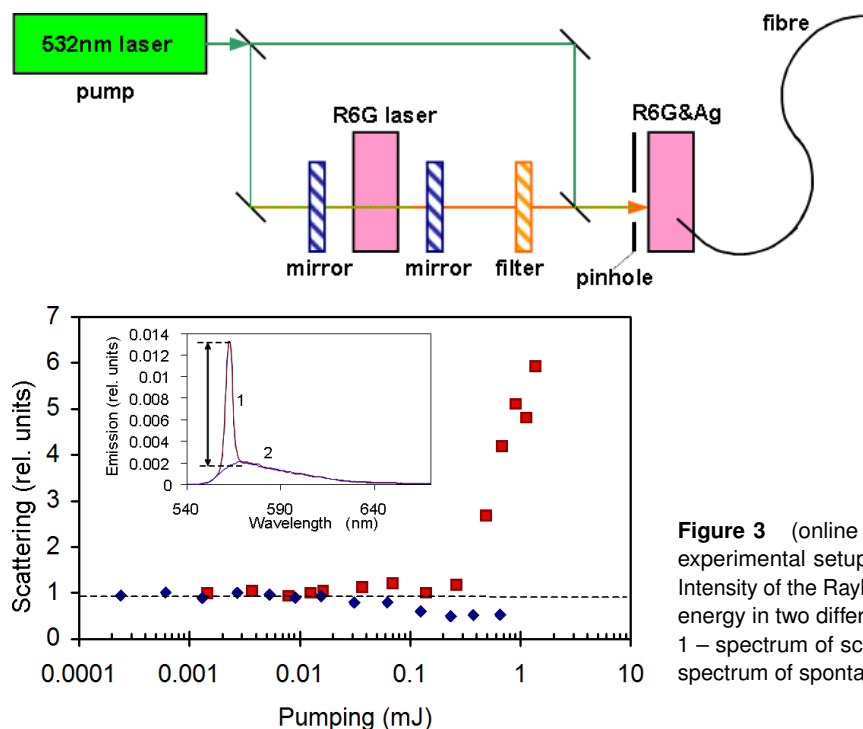 532nm laser
pump
fibre
R6G laser
R6G&Ag
mirror
mirror
filter
pinhole
7
6
5
4
3
2
1
0
Scattering (rel. units)
0.014
0.012
0.01
0.008
0.006
0.004
0.002
0
Emission (rel. units)
1
2
540
590
640
Wavelength (nm)
0.0001
0.001
0.01
0.1
1
10
Pumping (mJ)
Figure 3 (online
experimental setup
Intensity of the Rayl
energy in two differ
1 – spectrum of sc
spectrum of sponta